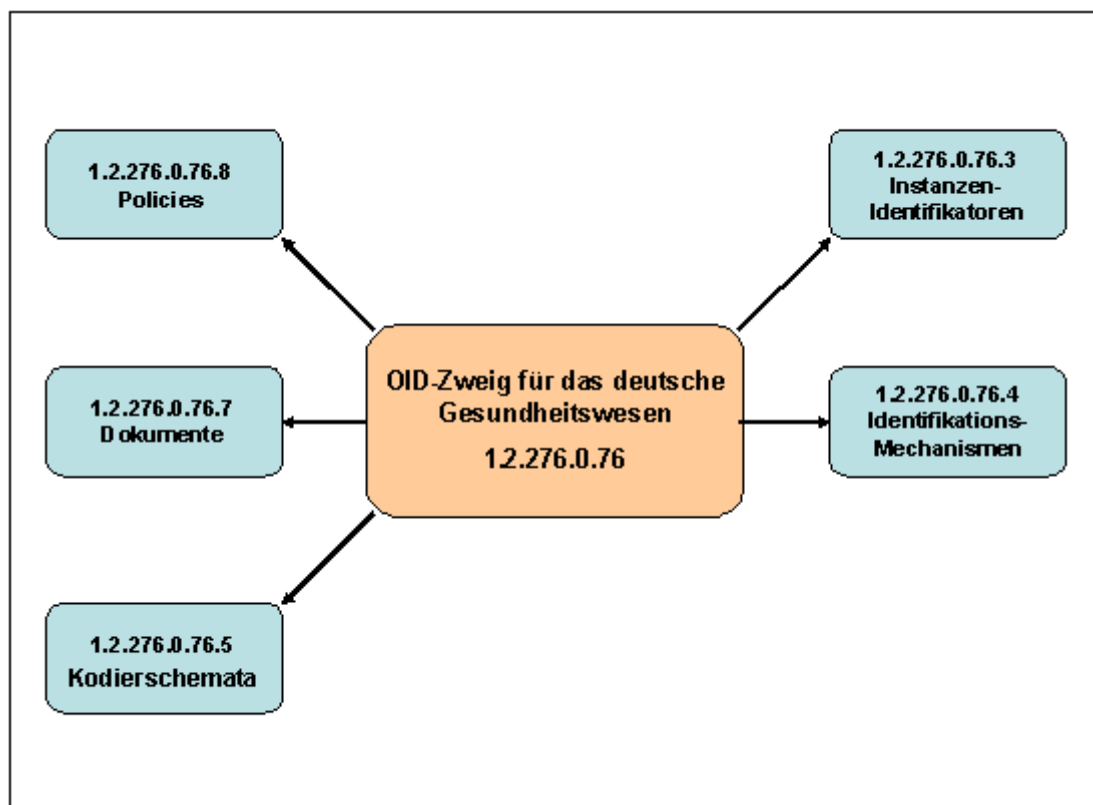 1.2.276.0.76.8
Policies
1.2.276.0.76.3
Instanzen-
Identifikatoren
OID-Zweig für das deutsche
Gesundheitswesen
1.2.276.0.76
1.2.276.0.76.7
Dokumente
1.2.276.0.76.4
Identifikations-
Mechanismen
1.2.276.0.76.5
Kodierschemata